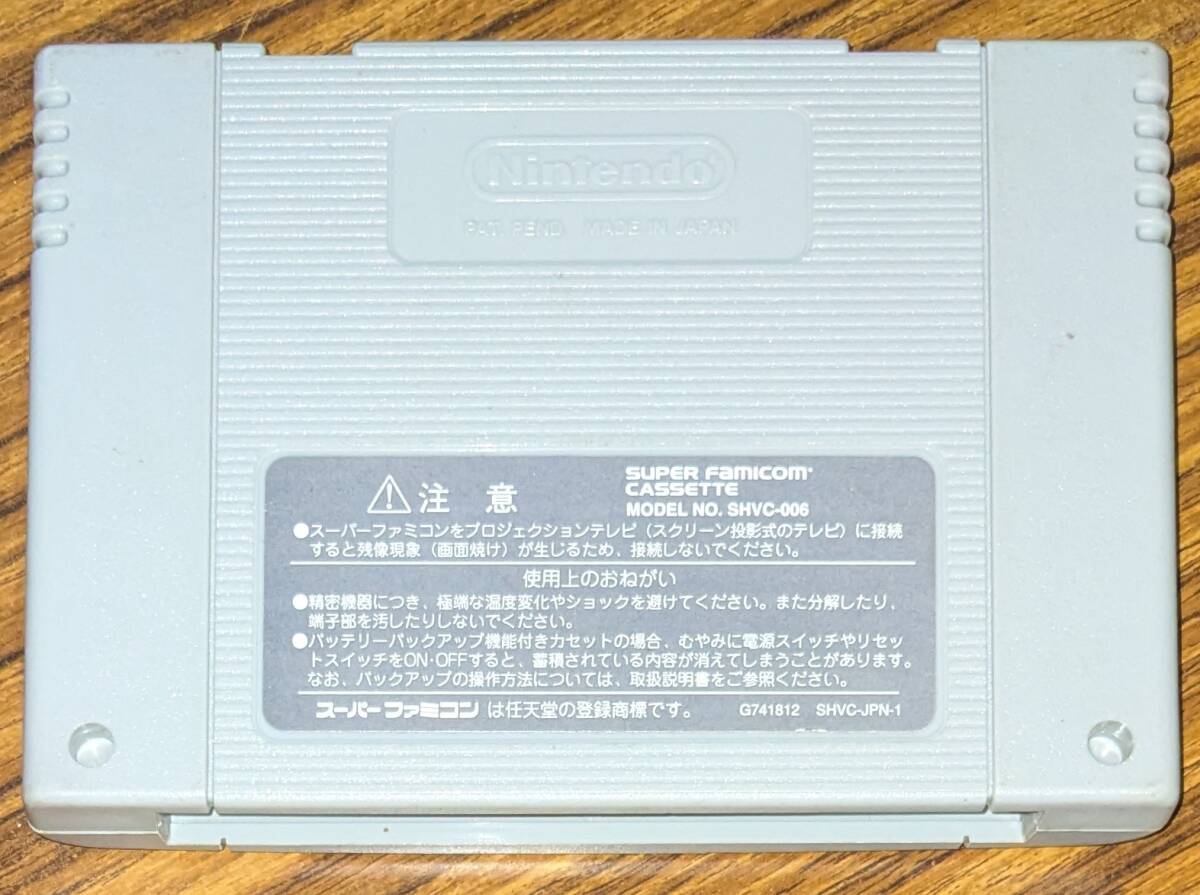 Nintendo®
PAT. PEND. MADE IN JAPAN
⚠注意
SUPER FAMICOM®
CASSETTE
MODEL NO. SHVC-006
●スーパーファミコンをプロジェクションテレビ（スクリーン投影式のテレビ）に接続
すると残像現象（画面焼け）が生じるため、接続しないでください。
使用上のおねがい
●精密機器につき、極端な温度変化やショックを避けてください。また分解したり、
端子部を汚したりしないでください。
●バッテリーバックアップ機能付きカセットの場合、むやみに電源スイッチやリセッ
トスイッチをON·OFFすると、蓄積されている内容が消えてしまうことがあります。
なお、バックアップの操作方法については、取扱説明書をご参照ください。
スーパーファミコンは任天堂の登録商標です。 G741812 SHVC-JPN-1